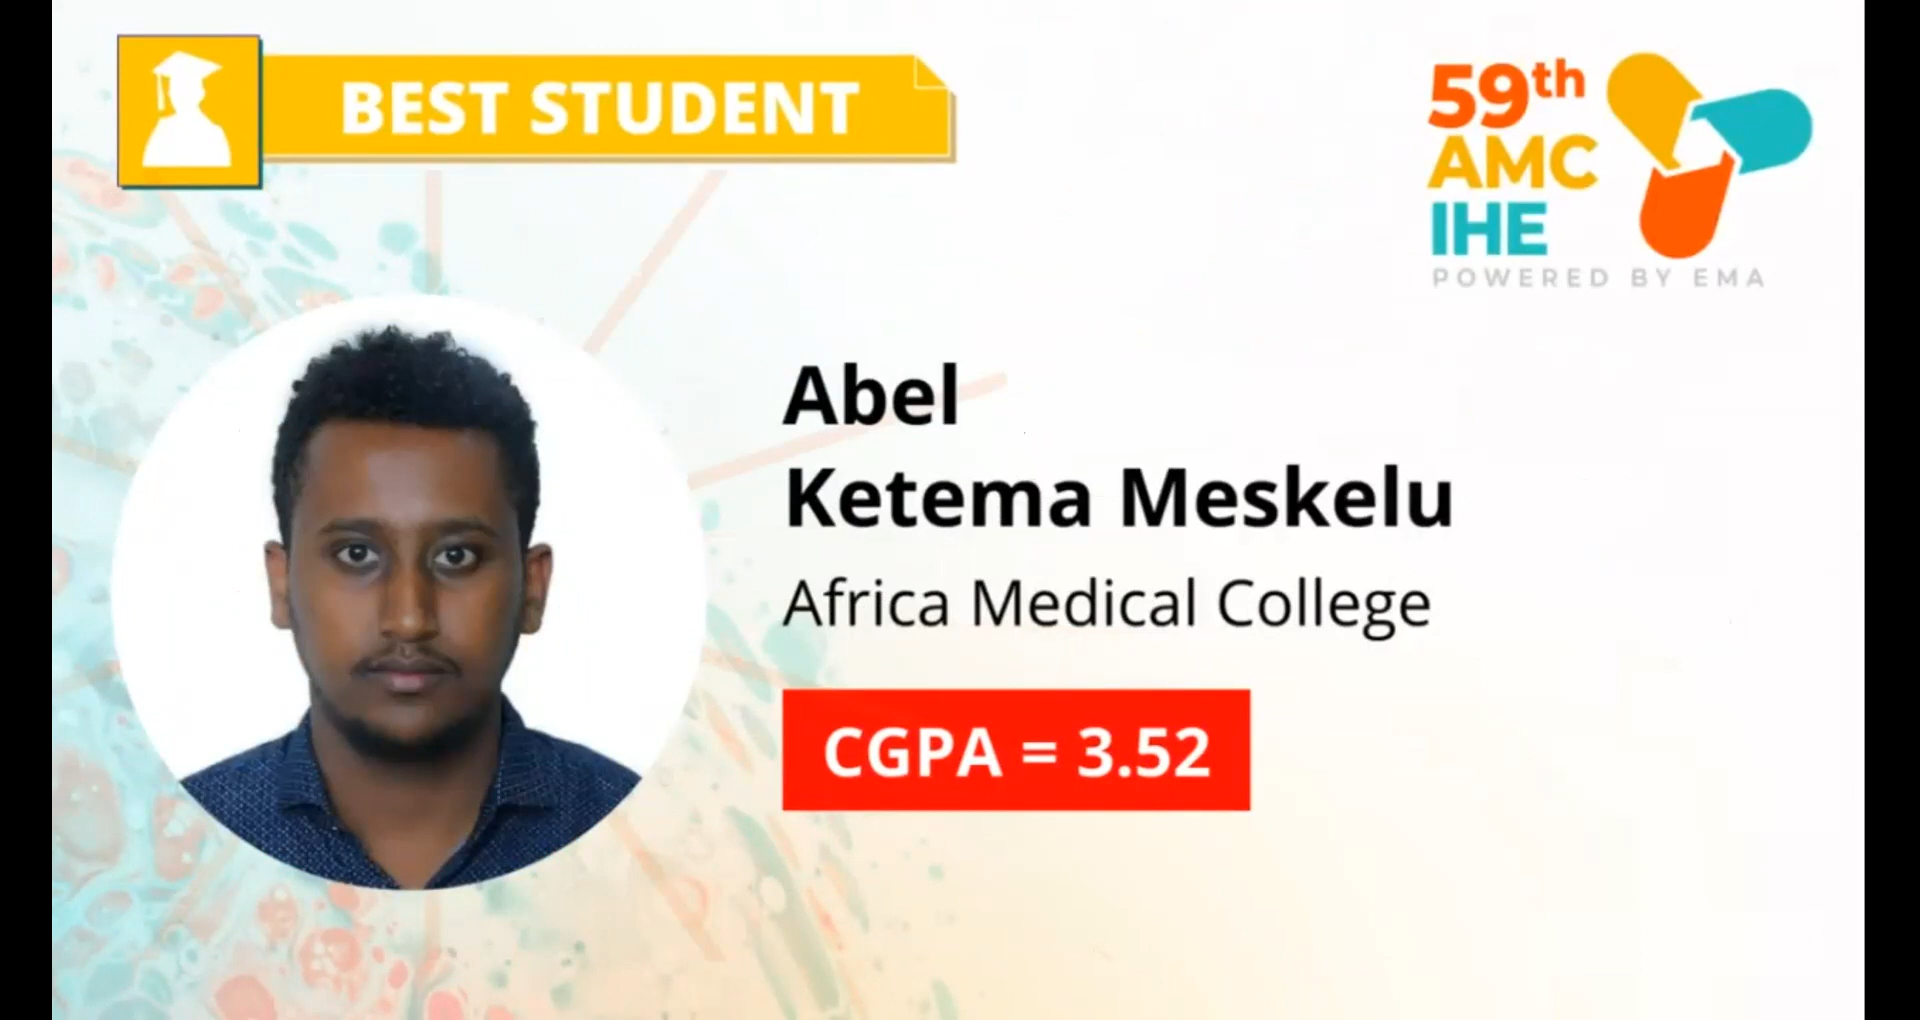 BEST STUDENT
59th
AMC
IHE
POWERED BY EMA
Abel
Ketema Meskelu
Africa Medical College
CGPA = 3.52